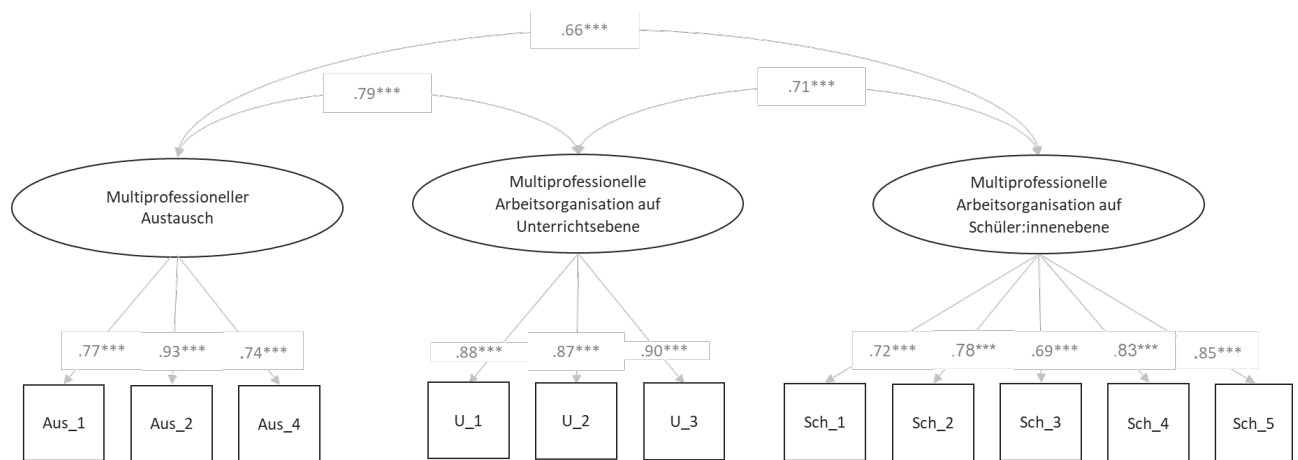 .66***
.79***
.71***
Multiprofessioneller
Austausch
Multiprofessionelle
Arbeitsorganisation auf
Unterrichtsebene
Multiprofessionelle
Arbeitsorganisation auf
Schüler:innenebene
.77*** .93*** .74***
.88*** .87*** .90***
.72*** .78*** .69*** .83*** .85***
Aus_1 Aus_2 Aus_4
U_1 U_2 U_3
Sch_1 Sch_2 Sch_3 Sch_4 Sch_5